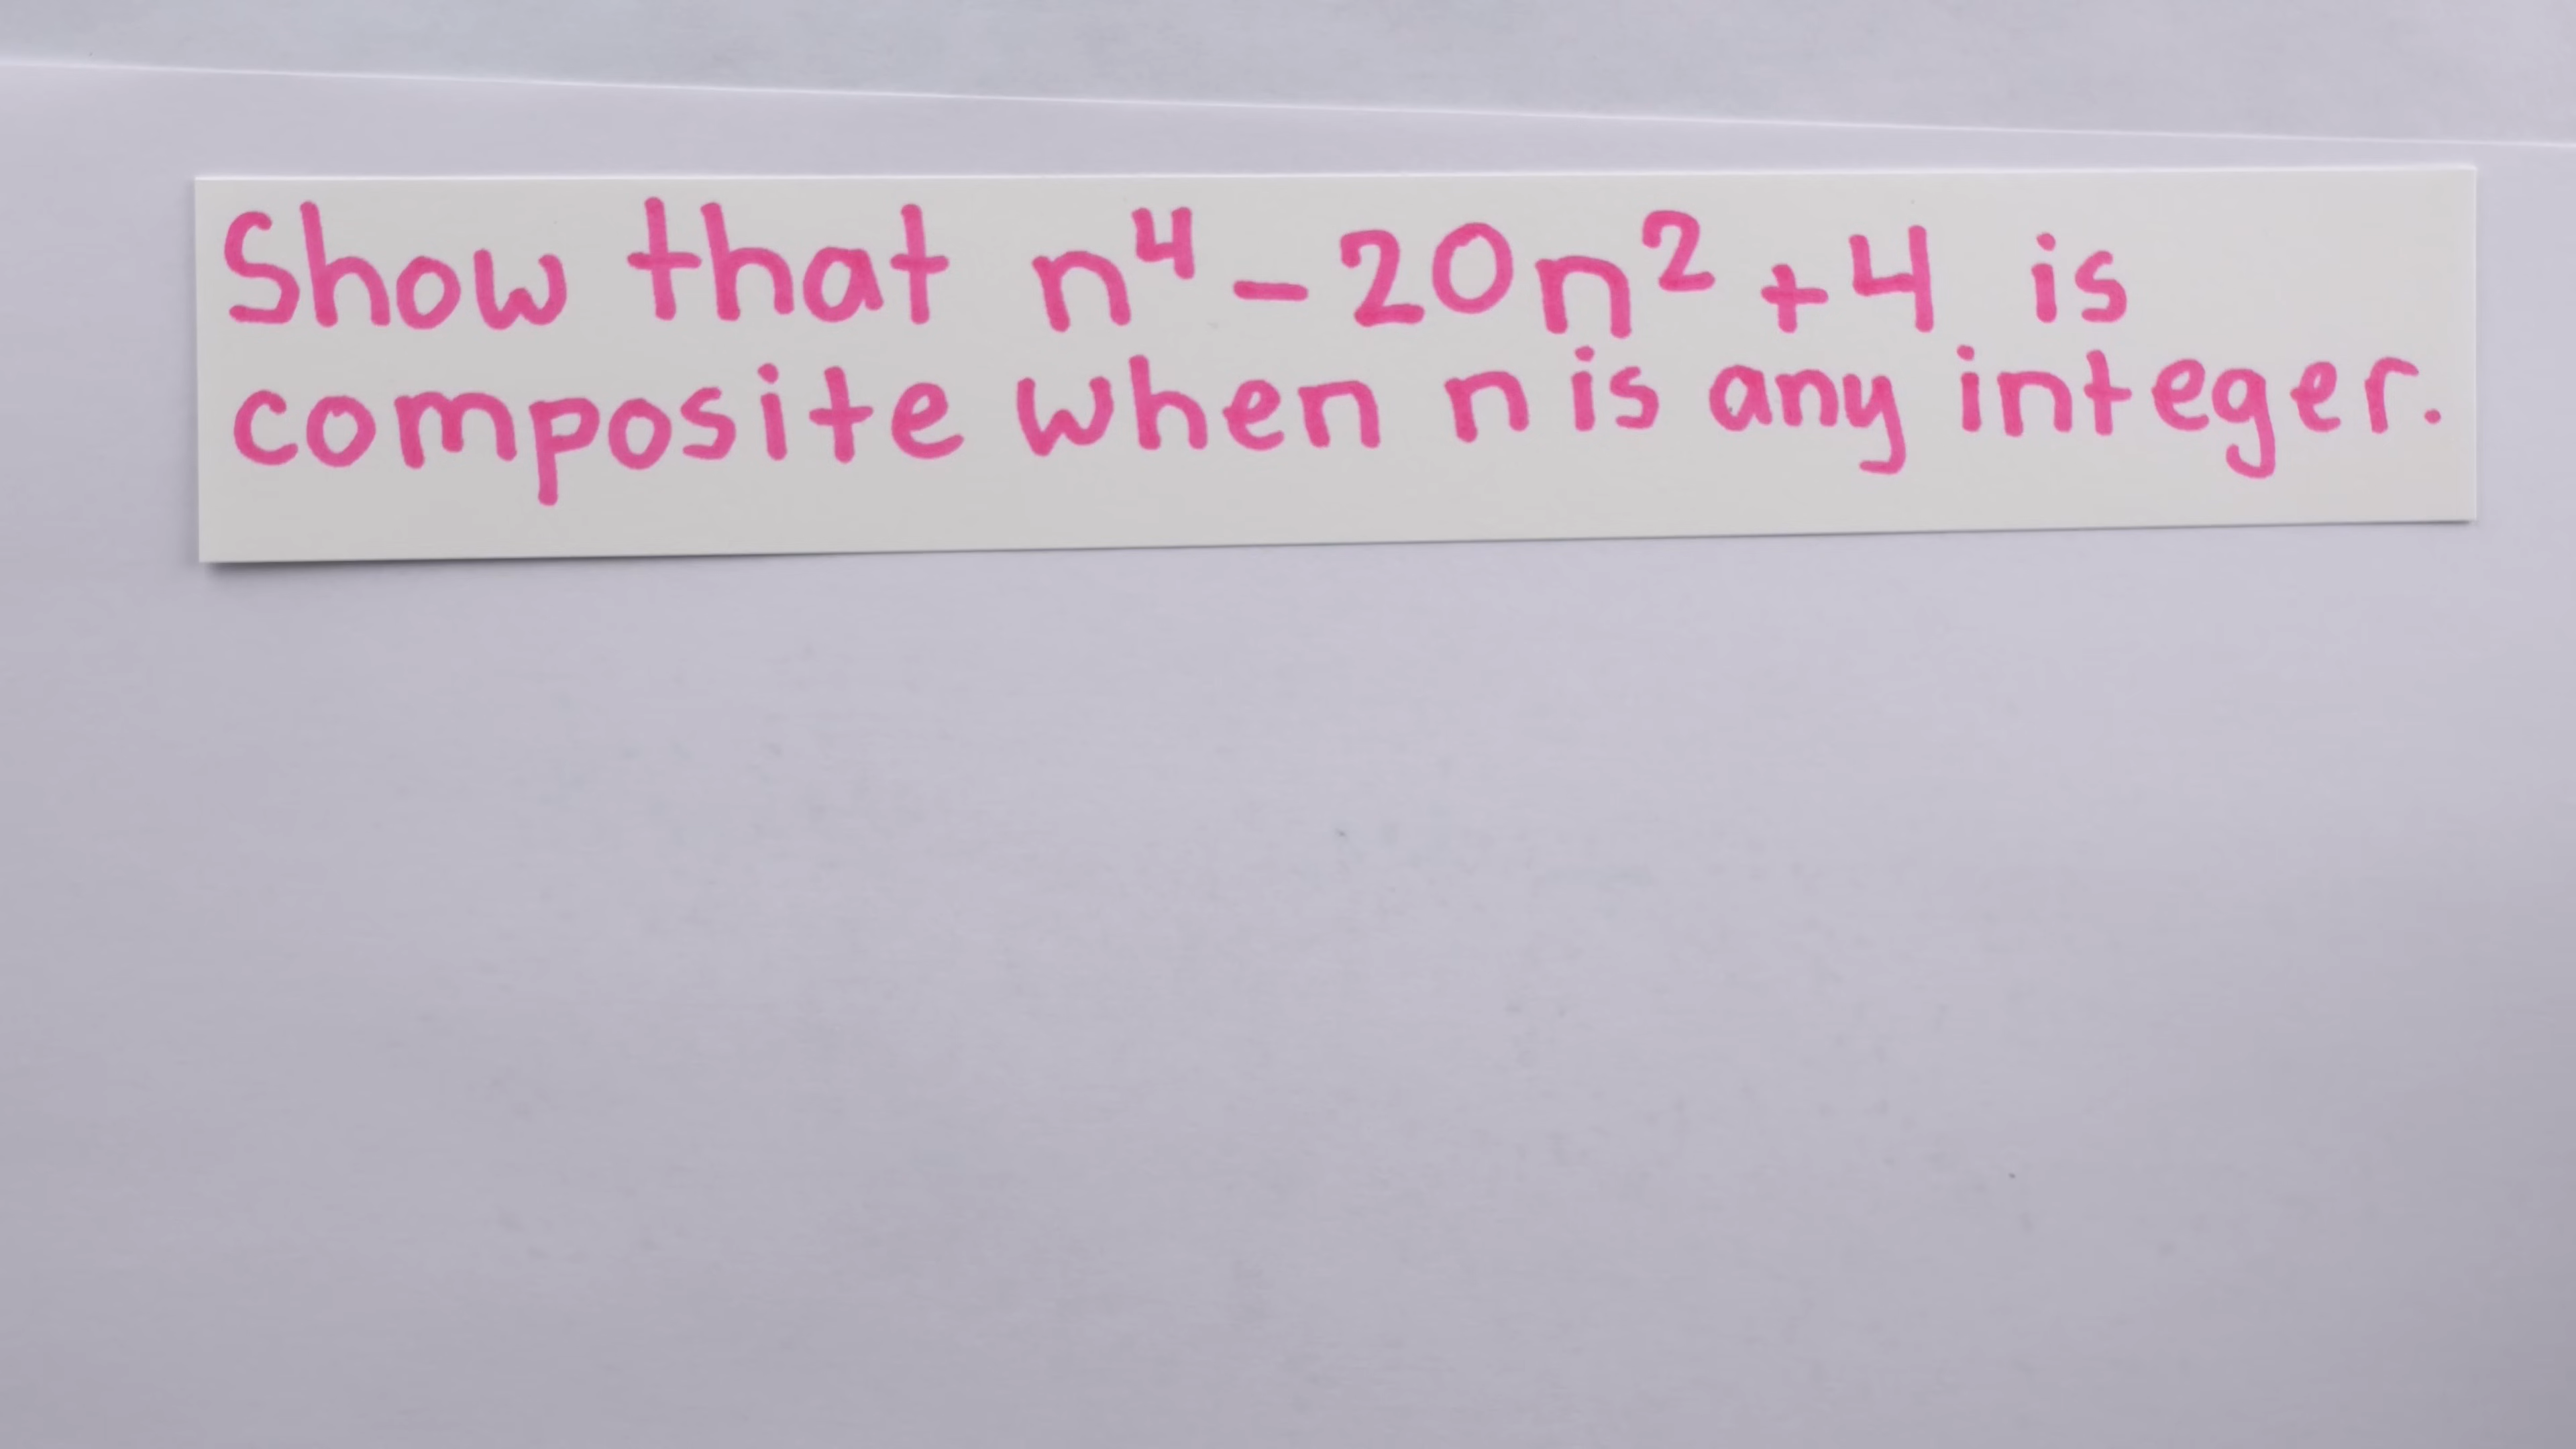 Show that n⁴ - 20n² + 4 is
composite when n is any integer.